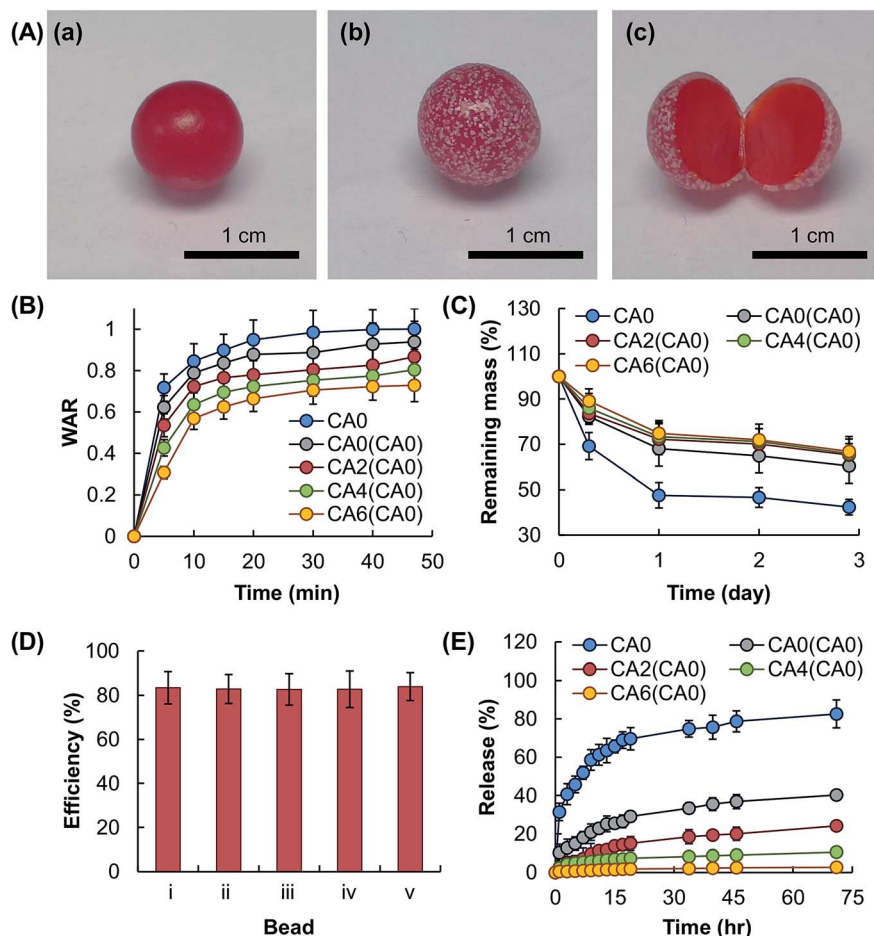 (A) (a) (b) (c)
1 cm 1 cm 1 cm
(B)
WAR
1
0.8
0.6
0.4
0.2
0
CA0
CA0(CA0)
CA2(CA0)
CA4(CA0)
CA6(CA0)
0 10 20 30 40 50
Time (min)
(C)
Remaining mass (%)
130
110
90
70
50
30
CA0 CA0(CA0)
CA2(CA0) CA4(CA0)
CA6(CA0)
0 1 2 3
Time (day)
(D)
Efficiency (%)
100
80
60
40
20
0
i ii iii iv v
Bead
(E)
Release (%)
120
100
80
60
40
20
0
CA0 CA0(CA0)
CA2(CA0) CA4(CA0)
CA6(CA0)
0 15 30 45 60 75
Time (hr)